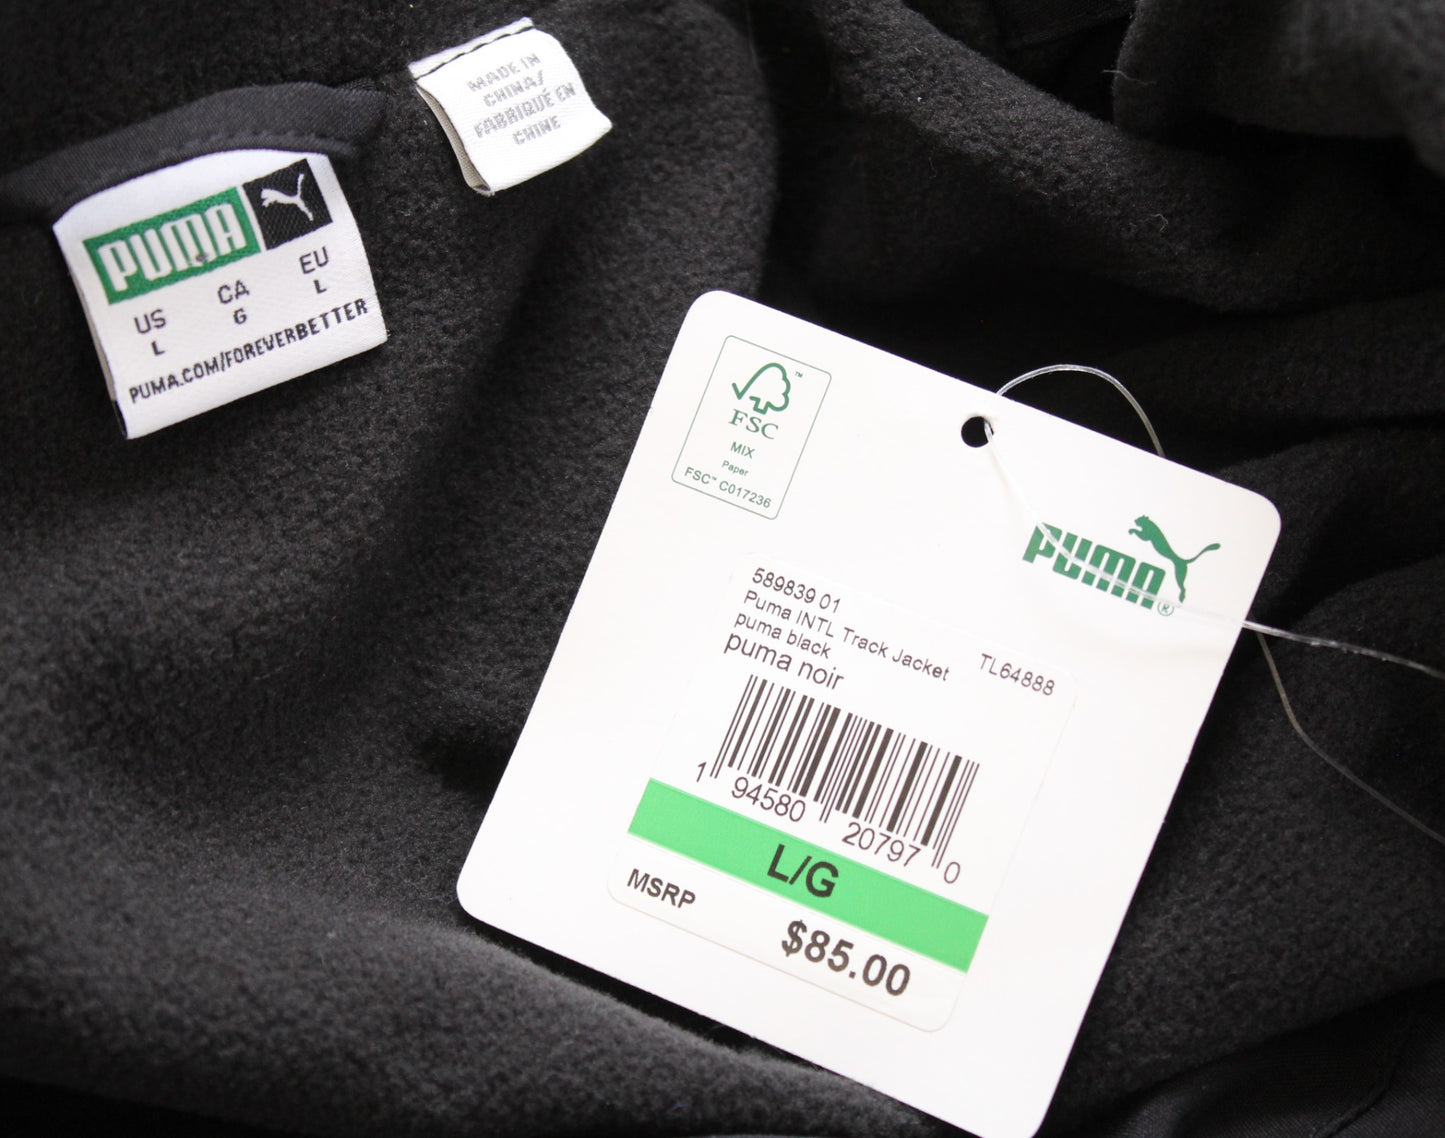 MADE IN
CHINA/
FABRIQUÉ EN
CHINE
PUMA
US CA EU
L G L
PUMA.COM/FOREVERBETTER
FSC™
MIX
Paper
FSC™ C017236
PUMA®
589839 01
Puma INTL Track Jacket TL64888
puma black
puma noir
1 94580 20797 0
L/G
MSRP
$85.00